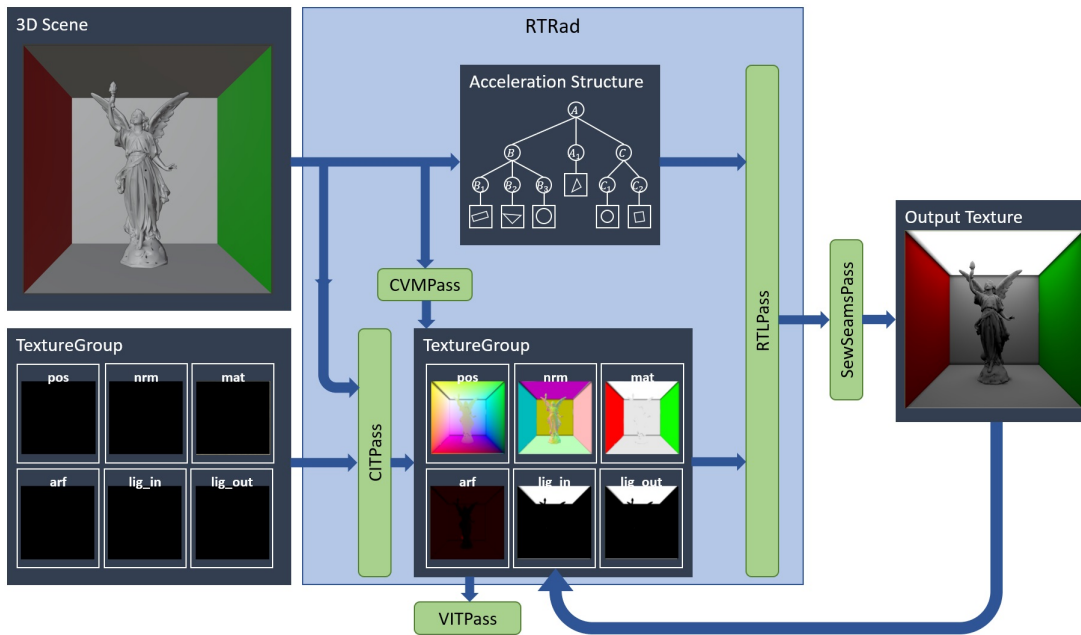 3D Scene
RTRad
Acceleration Structure
A
B
A1
C
B1
B2
B3
C1
C2
CVMPass
TextureGroup
pos
nrm
mat
arf
lig_in
lig_out
CITPass
TextureGroup
pos
nrm
mat
arf
lig_in
lig_out
VITPass
RTLPass
SewSeamsPass
Output Texture